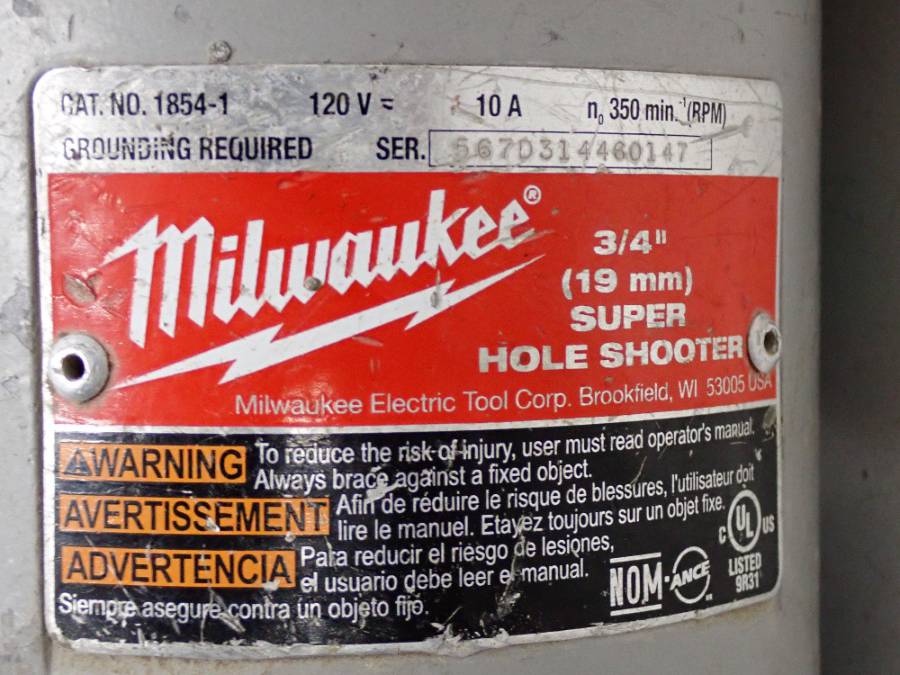 CAT. NO. 1854-1 120 V ≂ 10 A n₀ 350 min.⁻¹(RPM)
GROUNDING REQUIRED SER. 567D314460147
Milwaukee®
3/4"
(19 mm)
SUPER
HOLE SHOOTER
Milwaukee Electric Tool Corp. Brookfield, WI 53005 USA
WARNING To reduce the risk of injury, user must read operator's manual.
Always brace against a fixed object.
AVERTISSEMENT Afin de réduire le risque de blessures, l'utilisateur doit
lire le manuel. Etayez toujours sur un objet fixe.
ADVERTENCIA Para reducir el riesgo de lesiones,
el usuario debe leer el manual.
Siempre asegure contra un objeto fijo.
NOM-ANCE
C UL US
LISTED
9R31